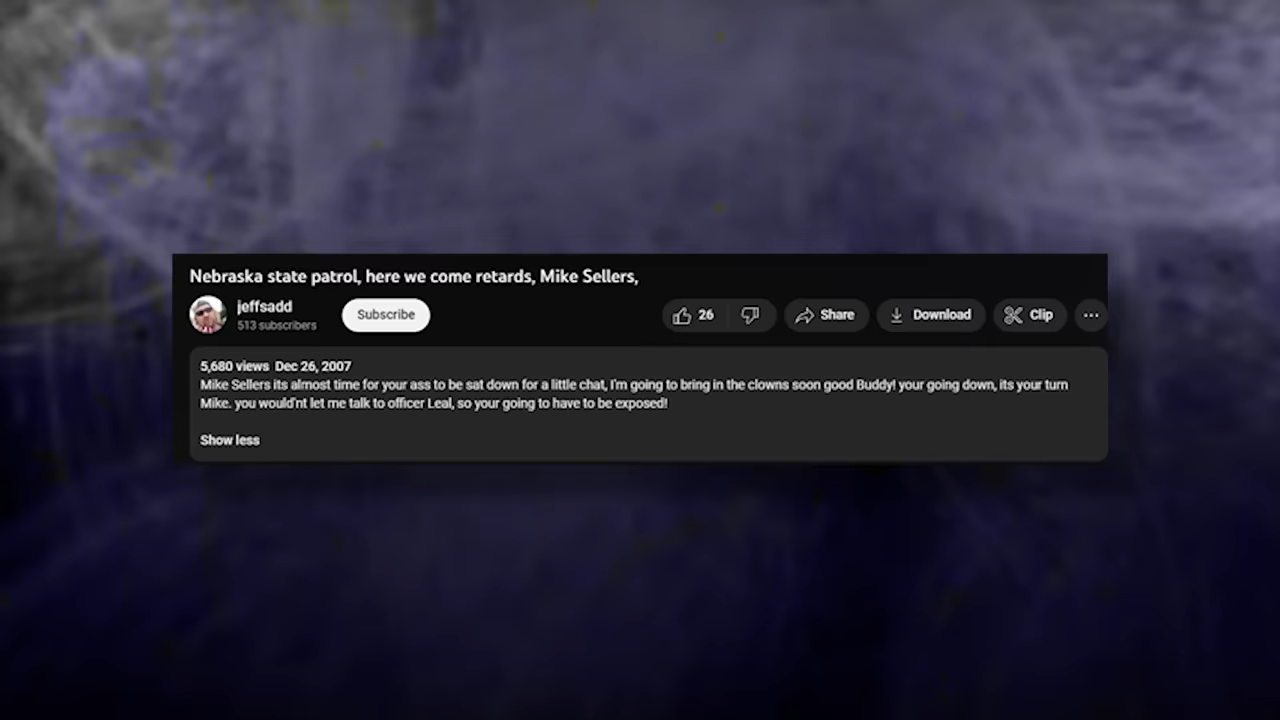 Nebraska state patrol, here we come retards, Mike Sellers,
jeffsadd
513 subscribers
Subscribe
26
Share
Download
Clip
5,680 views Dec 26, 2007
Mike Sellers its almost time for your ass to be sat down for a little chat, I'm going to bring in the clowns soon good Buddy! your going down, its your turn
Mike. you would'nt let me talk to officer Leal, so your going to have to be exposed!
Show less